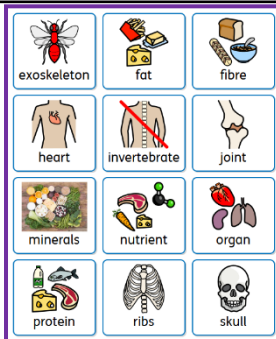 exoskeleton fat fibre
heart invertebrate joint
minerals nutrient organ
protein ribs skull